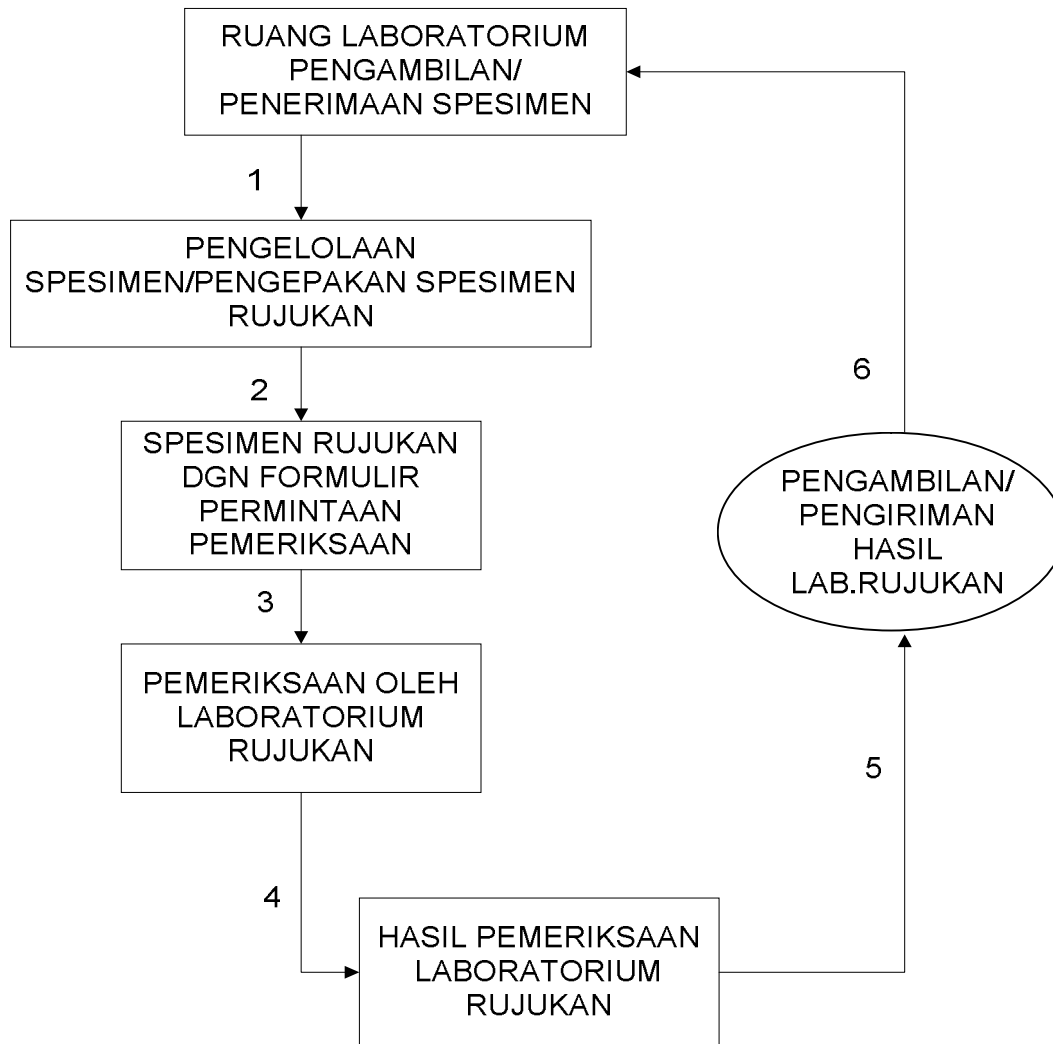 RUANG LABORATORIUM
PENGAMBILAN/
PENERIMAAN SPESIMEN
1
PENGELOLAAN
SPESIMEN/PENGEPAKAN SPESIMEN
RUJUKAN
2
SPESIMEN RUJUKAN
DGN FORMULIR
PERMINTAAN
PEMERIKSAAN
3
PEMERIKSAAN OLEH
LABORATORIUM
RUJUKAN
4
HASIL PEMERIKSAAN
LABORATORIUM
RUJUKAN
5
PENGAMBILAN/
PENGIRIMAN
HASIL
LAB.RUJUKAN
6